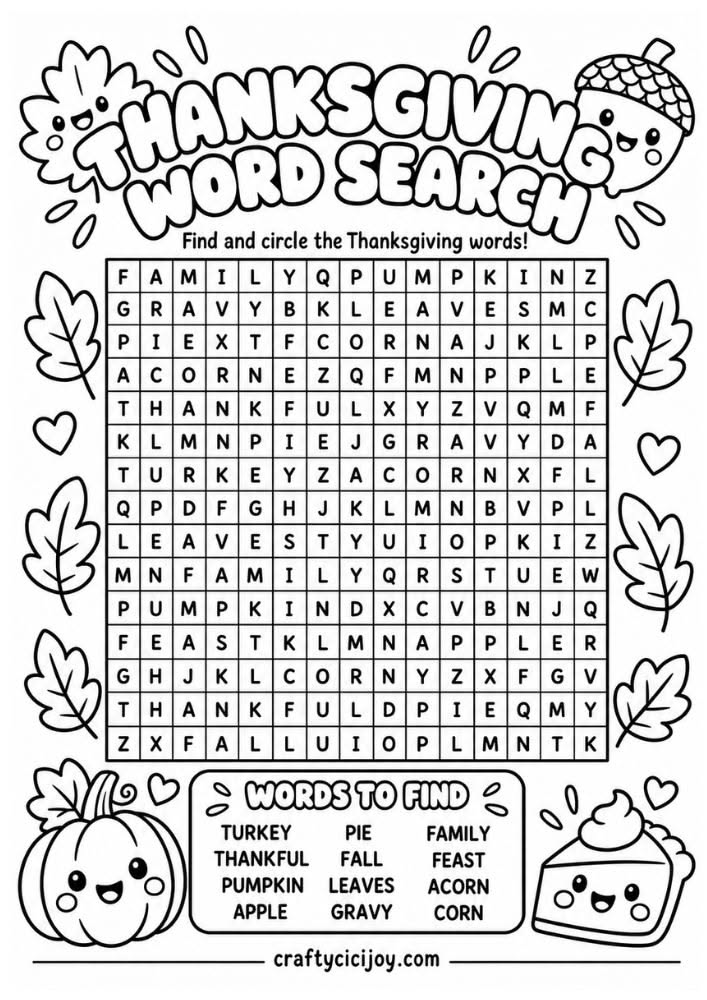 THANKSGIVING
WORD SEARCH
Find and circle the Thanksgiving words!
F A M I L Y Q P U M P K I N Z
G R A V Y B K L E A V E S M C
P I E X T F C O R N A J K L P
A C O R N E Z Q F M N P P L E
T H A N K F U L X Y Z V Q M F
K L M N P I E J G R A V Y D A
T U R K E Y Z A C O R N X F L
Q P D F G H J K L M N B V P L
L E A V E S T Y U I O P K I Z
M N F A M I L Y Q R S T U E W
P U M P K I N D X C V B N J Q
F E A S T K L M N A P P L E R
G H J K L C O R N Y Z X F G V
T H A N K F U L D P I E Q M Y
Z X F A L L U I O P L M N T K
WORDS TO FIND
TURKEY PIE FAMILY
THANKFUL FALL FEAST
PUMPKIN LEAVES ACORN
APPLE GRAVY CORN
craftycicijoy.com